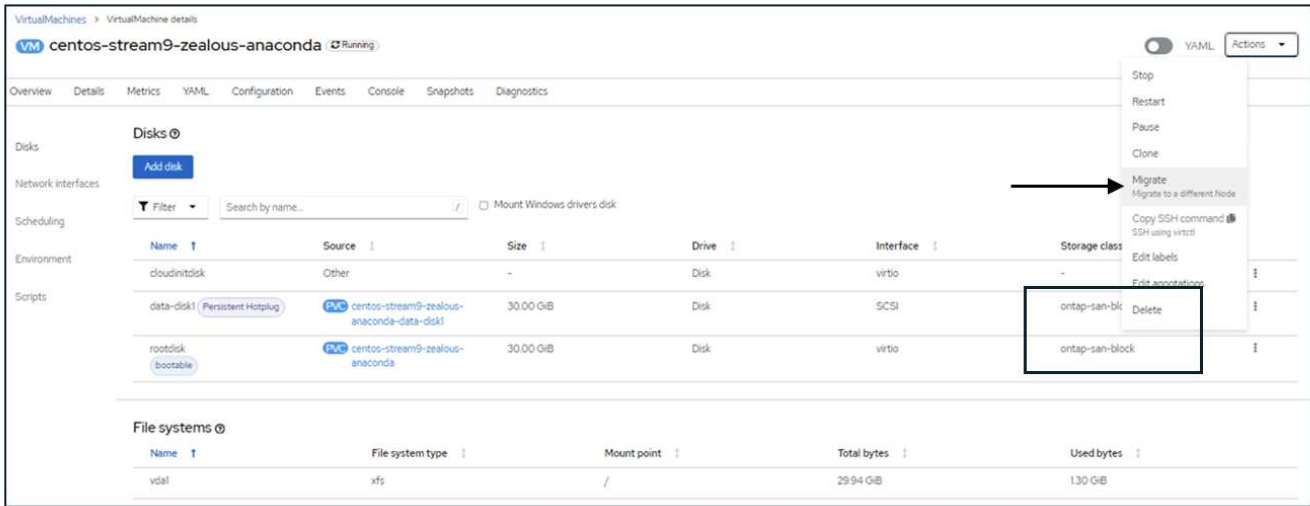 VirtualMachines > VirtualMachine details
VM centos-stream9-zealous-anaconda Running
YAML Actions
Overview Details Metrics YAML Configuration Events Console Snapshots Diagnostics
Stop
Restart
Pause
Clone
Migrate
Migrate to a different Node
Copy SSH command
SSH using virtctl
Edit labels
Edit annotations
Delete
Disks
Network interfaces
Scheduling
Environment
Scripts
Disks
Add disk
Filter Search by name... / Mount Windows drivers disk
Name Source Size Drive Interface Storage class
cloudinitdisk Other - Disk virtio -
data-disk1 Persistent Hotplug PVC centos-stream9-zealous- 30.00 GiB Disk SCSI ontap-san-blo
anaconda-data-disk1
rootdisk PVC centos-stream9-zealous- 30.00 GiB Disk virtio ontap-san-block
bootable anaconda
File systems
Name File system type Mount point Total bytes Used bytes
vda1 xfs / 29.94 GiB 1.30 GiB